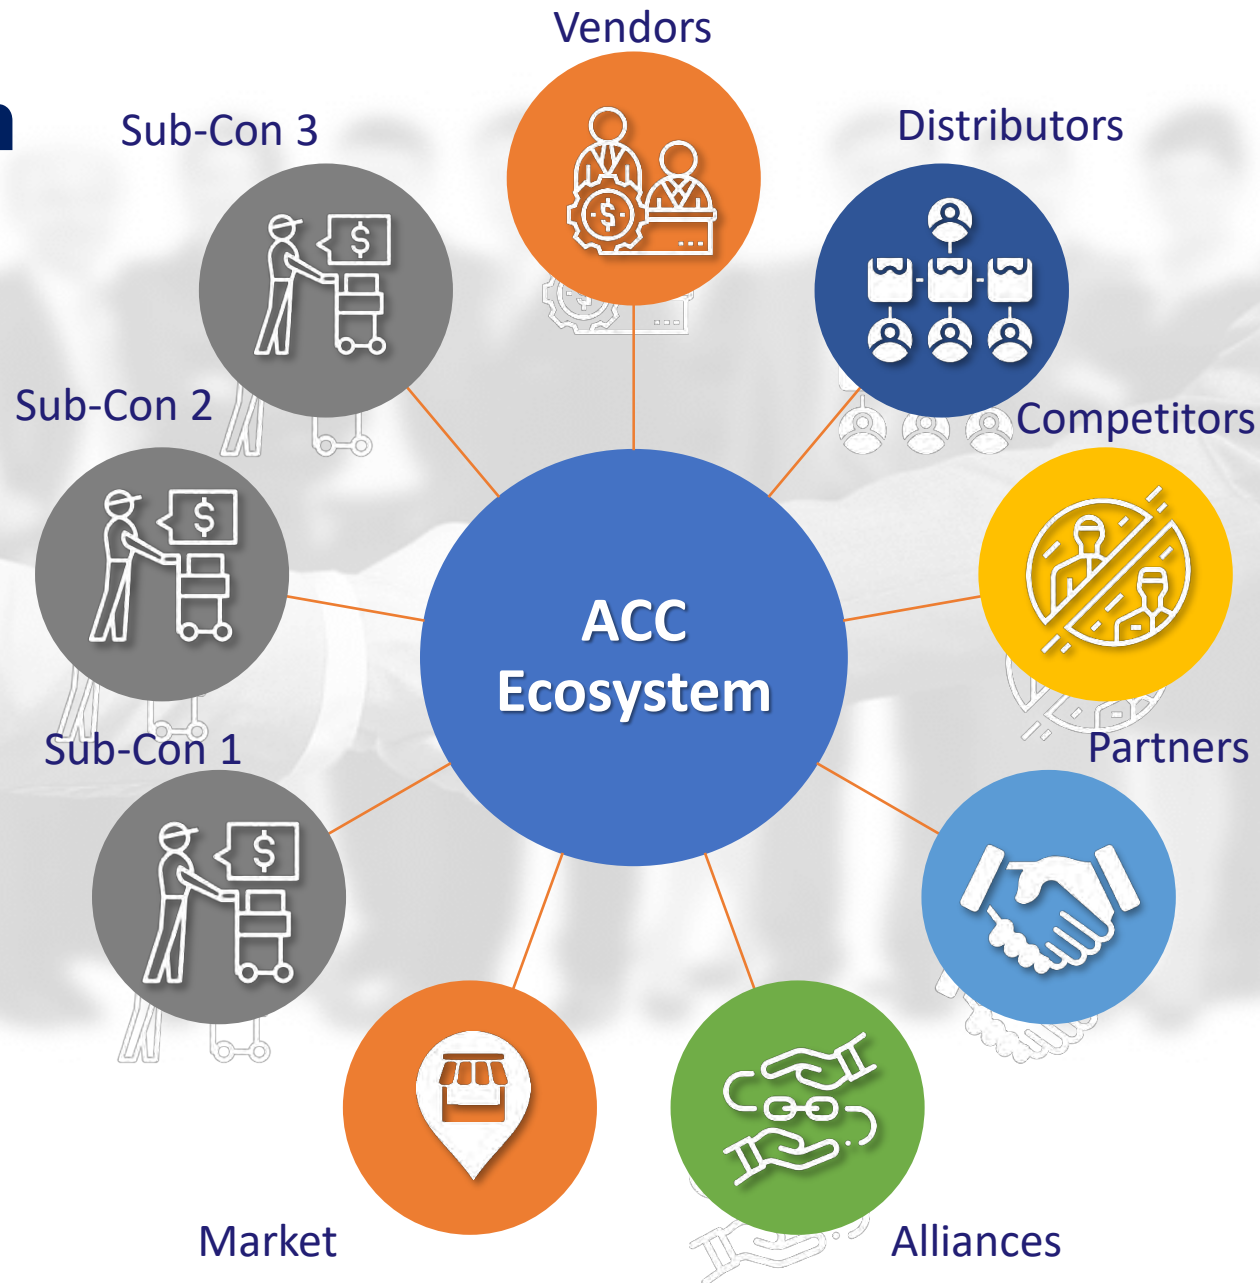 Vendors
Sub-Con 3
Distributors
Sub-Con 2
Competitors
ACC
Ecosystem
Sub-Con 1
Partners
Market
Alliances
$
$
$
$